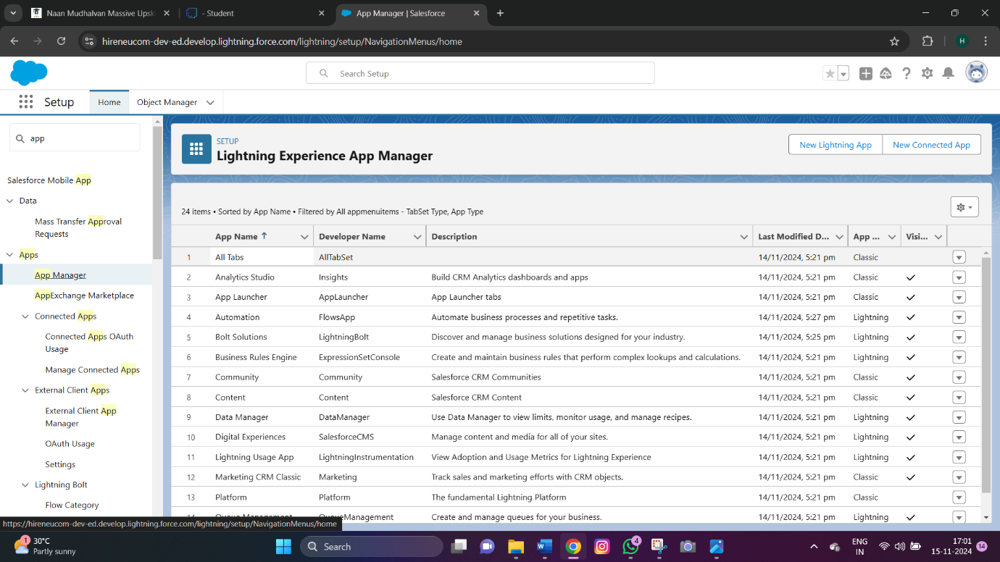 Naan Mudhalvan Massive Upsk
- Student
App Manager | Salesforce
hireneucom-dev-ed.develop.lightning.force.com/lightning/setup/NavigationMenus/home
H
Search Setup
Setup
Home
Object Manager
app
Salesforce Mobile App
Data
Mass Transfer Approval
Requests
Apps
App Manager
AppExchange Marketplace
Connected Apps
Connected Apps OAuth
Usage
Manage Connected Apps
External Client Apps
External Client App
Manager
OAuth Usage
Settings
Lightning Bolt
Flow Category
SETUP
Lightning Experience App Manager
New Lightning App
New Connected App
24 items • Sorted by App Name • Filtered by All appmenuitems - TabSet Type, App Type
App Name ↑ Developer Name Description Last Modified D... App ... Visi...
1 All Tabs AllTabSet 14/11/2024, 5:21 pm Classic
2 Analytics Studio Insights Build CRM Analytics dashboards and apps 14/11/2024, 5:21 pm Classic ✓
3 App Launcher AppLauncher App Launcher tabs 14/11/2024, 5:21 pm Classic ✓
4 Automation FlowsApp Automate business processes and repetitive tasks. 14/11/2024, 5:27 pm Lightning ✓
5 Bolt Solutions LightningBolt Discover and manage business solutions designed for your industry. 14/11/2024, 5:25 pm Lightning ✓
6 Business Rules Engine ExpressionSetConsole Create and maintain business rules that perform complex lookups and calculations. 14/11/2024, 5:21 pm Lightning ✓
7 Community Community Salesforce CRM Communities 14/11/2024, 5:21 pm Classic ✓
8 Content Content Salesforce CRM Content 14/11/2024, 5:21 pm Classic ✓
9 Data Manager DataManager Use Data Manager to view limits, monitor usage, and manage recipes. 14/11/2024, 5:21 pm Lightning ✓
10 Digital Experiences SalesforceCMS Manage content and media for all of your sites. 14/11/2024, 5:21 pm Lightning ✓
11 Lightning Usage App LightningInstrumentation View Adoption and Usage Metrics for Lightning Experience 14/11/2024, 5:21 pm Lightning ✓
12 Marketing CRM Classic Marketing Track sales and marketing efforts with CRM objects. 14/11/2024, 5:21 pm Classic ✓
13 Platform Platform The fundamental Lightning Platform 14/11/2024, 5:21 pm Classic
14 Queue Management QueueManagement Create and manage queues for your business. 14/11/2024, 5:21 pm Lightning ✓
https://hireneucom-dev-ed.develop.lightning.force.com/lightning/setup/NavigationMenus/home
1
30°C
Partly sunny
Search
4
ENG
IN
17:01
15-11-2024
14